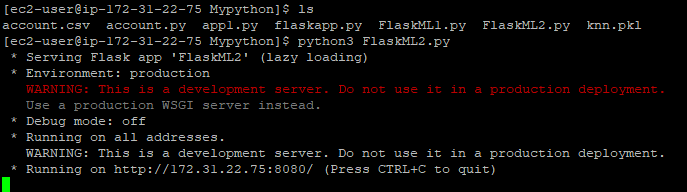 [ec2-user@ip-172-31-22-75 Mypython]$ ls
account.csv account.py app1.py flaskapp.py FlaskML1.py FlaskML2.py knn.pkl
[ec2-user@ip-172-31-22-75 Mypython]$ python3 FlaskML2.py
* Serving Flask app 'FlaskML2' (lazy loading)
* Environment: production
WARNING: This is a development server. Do not use it in a production deployment.
Use a production WSGI server instead.
* Debug mode: off
* Running on all addresses.
WARNING: This is a development server. Do not use it in a production deployment.
* Running on http://172.31.22.75:8080/ (Press CTRL+C to quit)